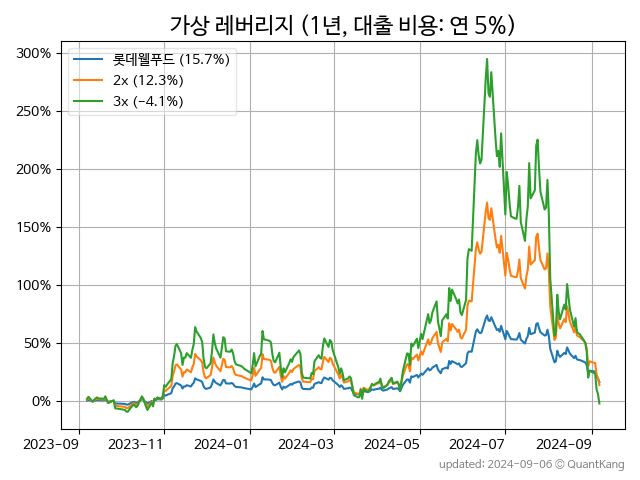 가상 레버리지 (1년, 대출 비용: 연 5%)
300%
250%
200%
150%
100%
50%
0%
롯데웰푸드 (15.7%)
2x (12.3%)
3x (-4.1%)
2023-09
2023-11
2024-01
2024-03
2024-05
2024-07
2024-09
updated: 2024-09-06 © QuantKang